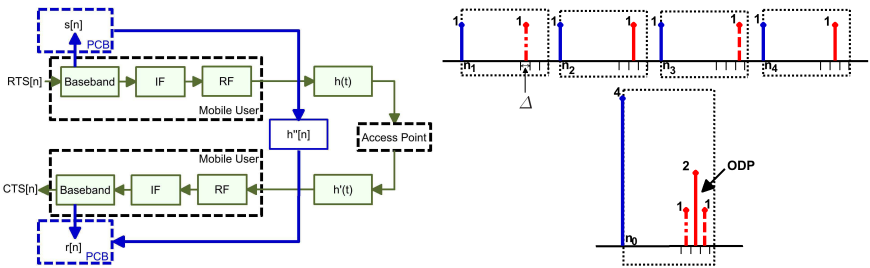 s[n]
PCB
RTS[n]
Baseband
IF
RF
h(t)
Mobile User
h''[n]
Access Point
Mobile User
CTS[n]
Baseband
IF
RF
h'(t)
r[n]
PCB
1
1
1
1
1
1
1
1
n1
n2
n3
n4
Δ
4
2
ODP
1
1
n0